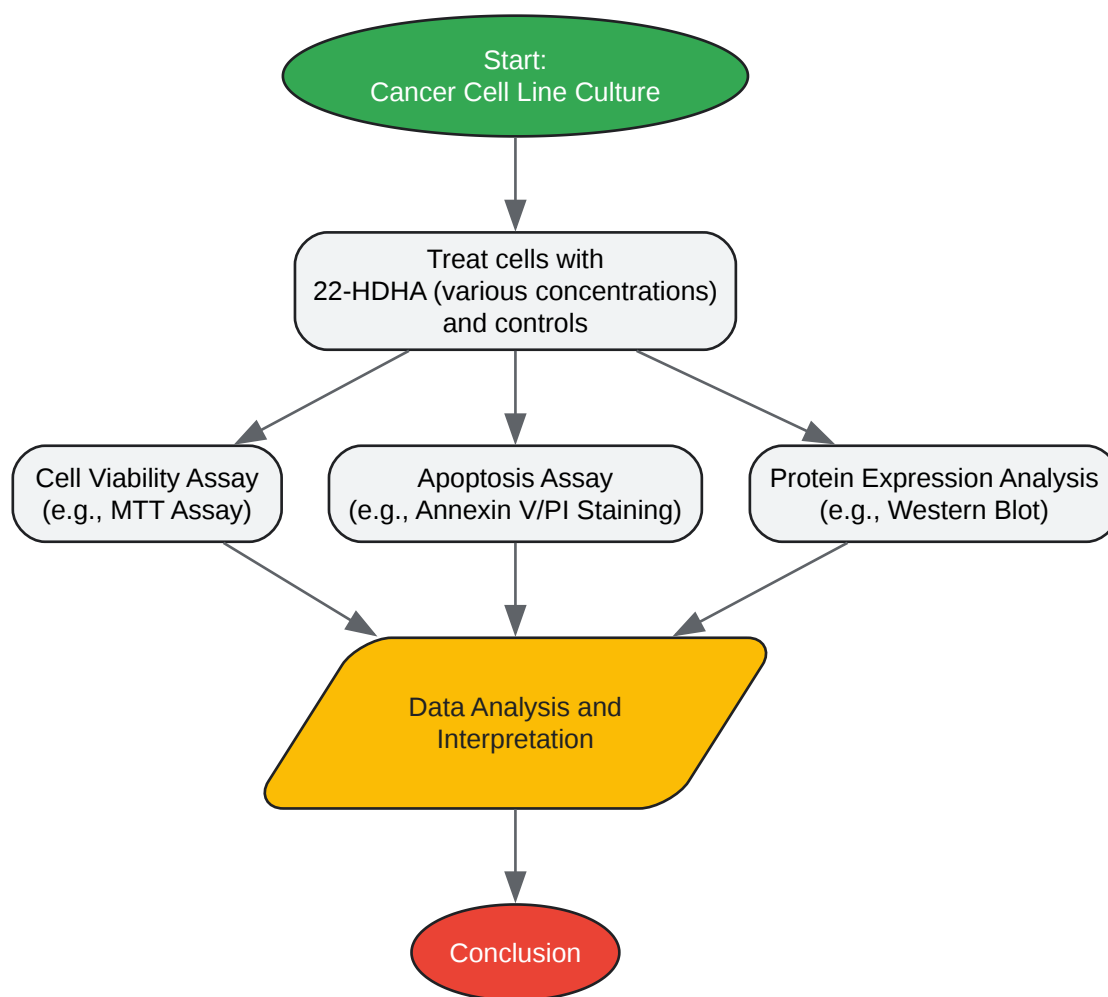 Start:
Cancer Cell Line Culture
Treat cells with
22-HDHA (various concentrations)
and controls
Cell Viability Assay
(e.g., MTT Assay)
Apoptosis Assay
(e.g., Annexin V/PI Staining)
Protein Expression Analysis
(e.g., Western Blot)
Data Analysis and
Interpretation
Conclusion